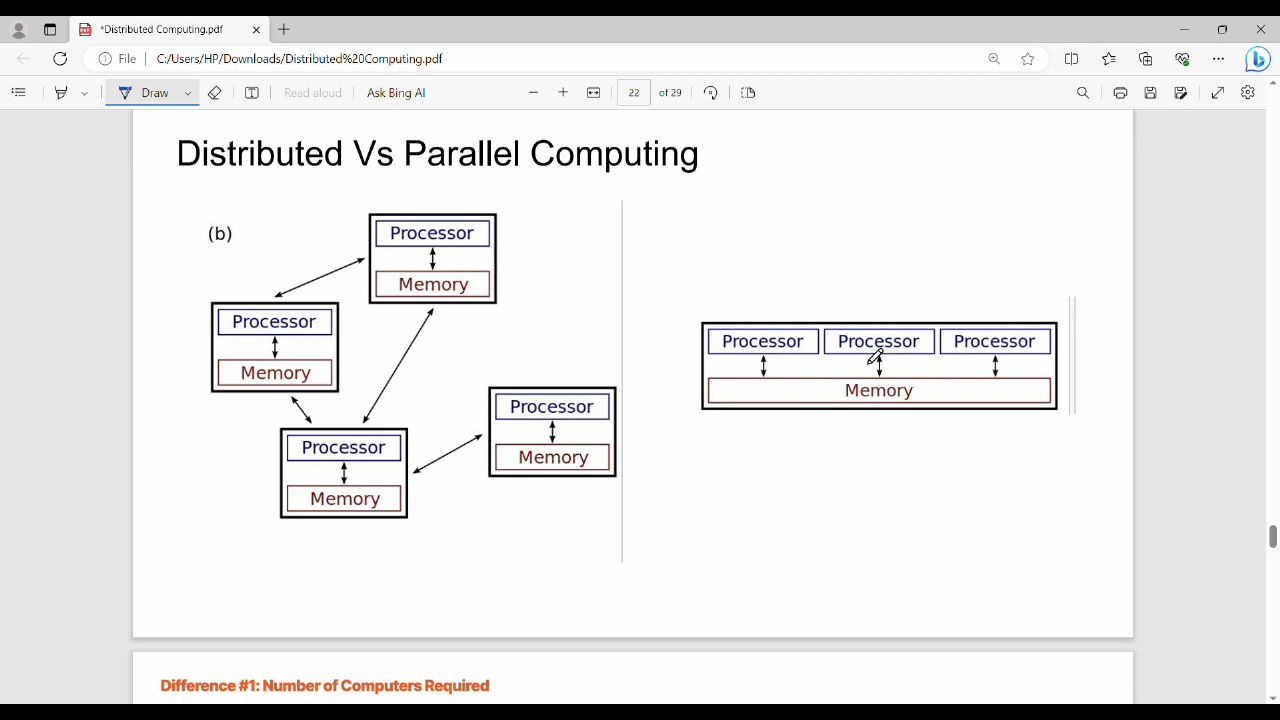 *Distributed Computing.pdf
File C:/Users/HP/Downloads/Distributed%20Computing.pdf
Draw Read aloud Ask Bing AI 22 of 29
Distributed Vs Parallel Computing
(b)
Processor
Memory
Processor
Memory
Processor
Memory
Processor
Memory
Processor Processor Processor
Memory
Difference #1: Number of Computers Required